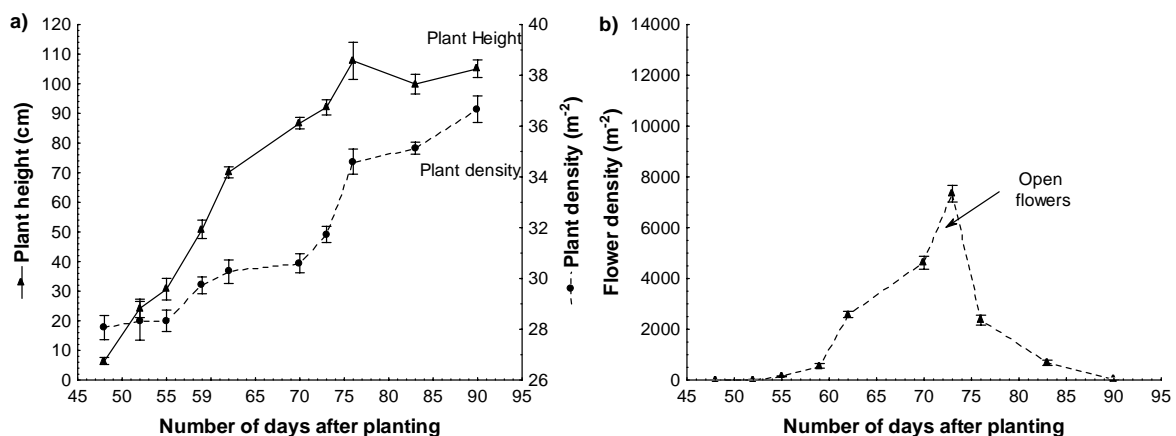 a)
120
110
100
90
80
70
60
50
40
30
20
10
0
Plant height (cm)
45 50 55 59 65 70 75 80 85 90 95
Number of days after planting
Plant Height
Plant density
40
38
36
34
32
30
28
26
Plant density (m⁻²)
b)
14000
12000
10000
8000
6000
4000
2000
0
Flower density (m⁻²)
Open
flowers
45 50 55 60 65 70 75 80 85 90 95
Number of days after planting